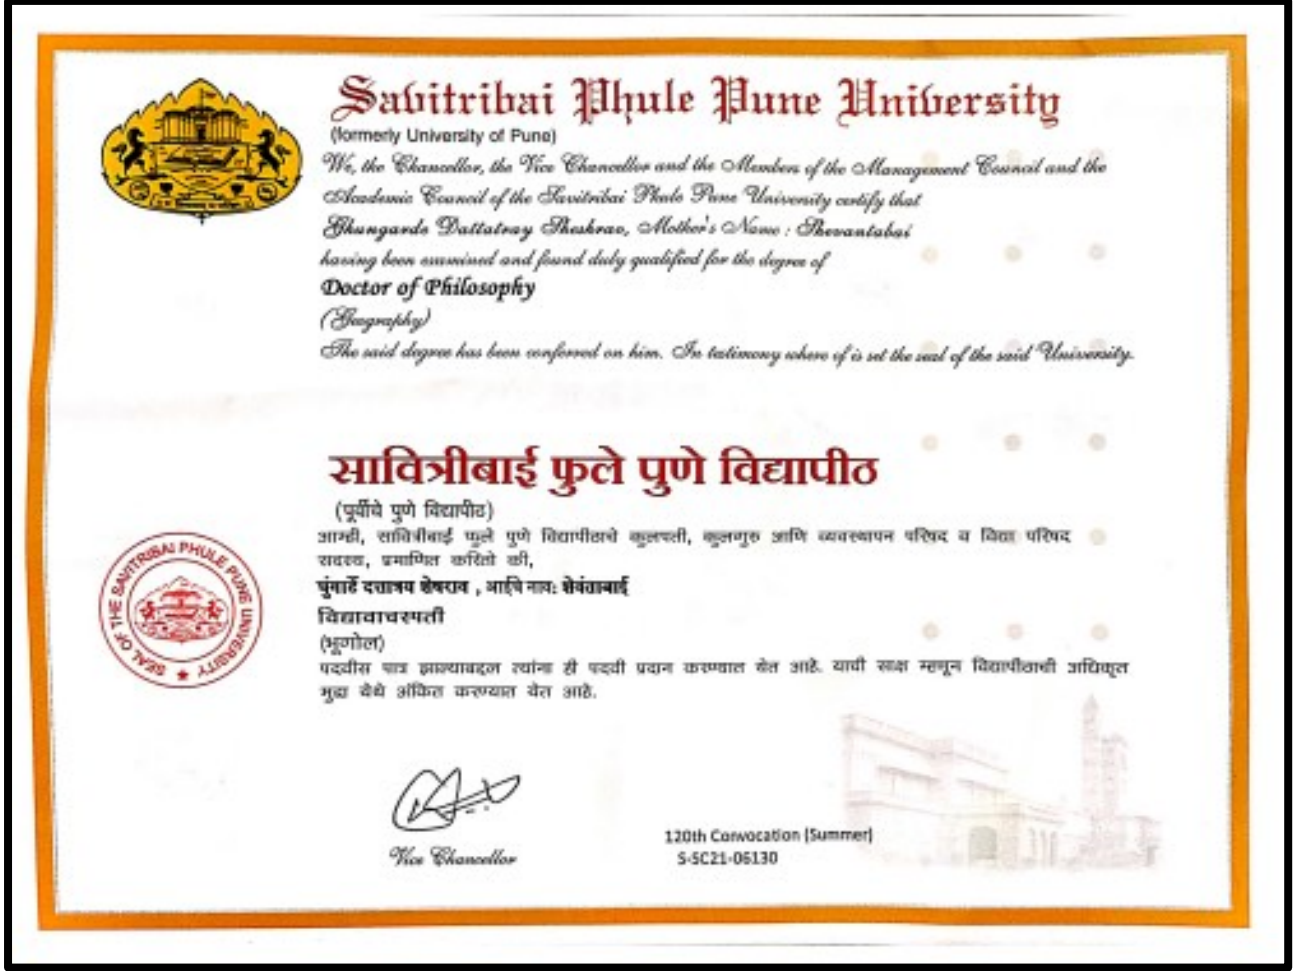 Savitribai Phule Pune University
(formerly University of Pune)
We, the Chancellor, the Vice Chancellor and the Members of the Management Council and the
Academic Council of the Savitribai Phule Pune University certify that
Ghungarde Dattatray Sheshrao, Mother's Name : Shevantabai
having been examined and found duly qualified for the degree of
Doctor of Philosophy
(Geography)
The said degree has been conferred on him. In testimony where of is set the seal of the said University.
सावित्रीबाई फुले पुणे विद्यापीठ
(पूर्वीचे पुणे विद्यापीठ)
आम्ही, सावित्रीबाई फुले पुणे विद्यापीठाचे कुलपती, कुलगुरु आणि व्यवस्थापन परिषद व विद्या परिषद
सदस्य, प्रमाणित करितो की,
दत्तात्रय शेषराव , आईचे नाव: शेवंताबाई
विद्यावाचस्पती
(भूगोल)
पदवीस पात्र झाल्याबद्दल त्यांना ही पदवी प्रदान करण्यात येत आहे. याची साक्ष म्हणून विद्यापीठाची अधिकृत
मुद्रा येथे अंकित करण्यात येत आहे.
SEAL OF THE SAVITRIBAI PHULE PUNE UNIVERSITY
Vice Chancellor
120th Convocation (Summer)
S-SC21-06130